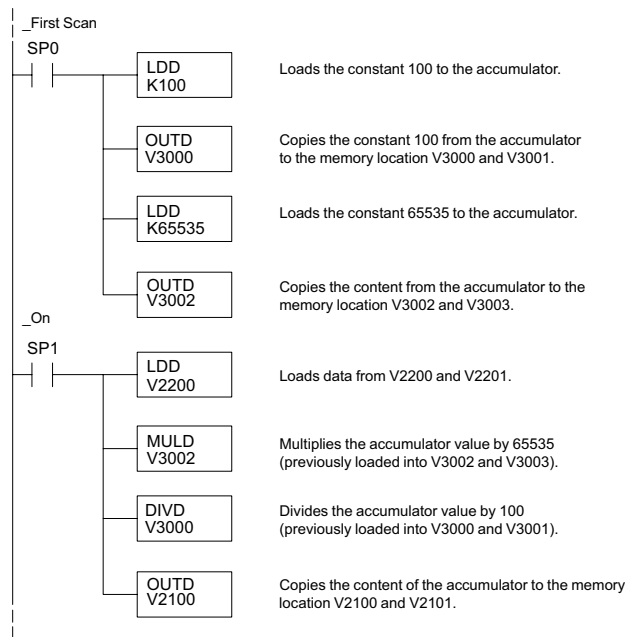 _First Scan
SP0
LDD
K100
Loads the constant 100 to the accumulator.
OUTD
V3000
Copies the constant 100 from the accumulator
to the memory location V3000 and V3001.
LDD
K65535
Loads the constant 65535 to the accumulator.
OUTD
V3002
Copies the content from the accumulator to the
memory location V3002 and V3003.
_On
SP1
LDD
V2200
Loads data from V2200 and V2201.
MULD
V3002
Multiplies the accumulator value by 65535
(previously loaded into V3002 and V3003).
DIVD
V3000
Divides the accumulator value by 100
(previously loaded into V3000 and V3001).
OUTD
V2100
Copies the content of the accumulator to the memory
location V2100 and V2101.